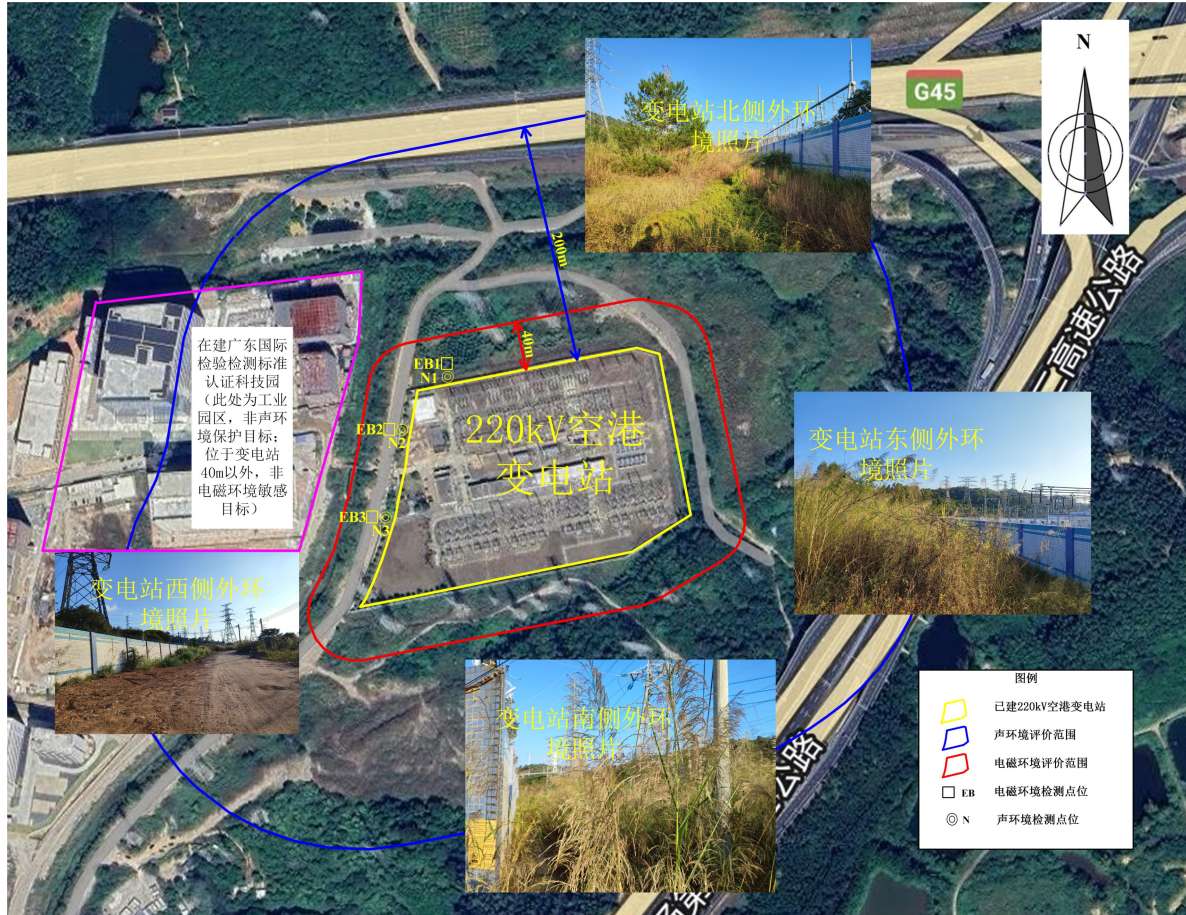 N
G45
变电站北侧外环
境照片
200m
40m
二高速公路
在建广东国际
检验检测标准
认证科技园
（此处为工业
园区，非声环
境保护目标；
位于变电站
40m以外，非
电磁环境敏感
目标）
EB1
N1
EB2
N2
EB3
N3
220kV空港
变电站
变电站东侧外环
境照片
变电站西侧外环
境照片
变电站南侧外环
境照片
公路
图例
已建220kV空港变电站
声环境评价范围
电磁环境评价范围
EB 电磁环境检测点位
N 声环境检测点位